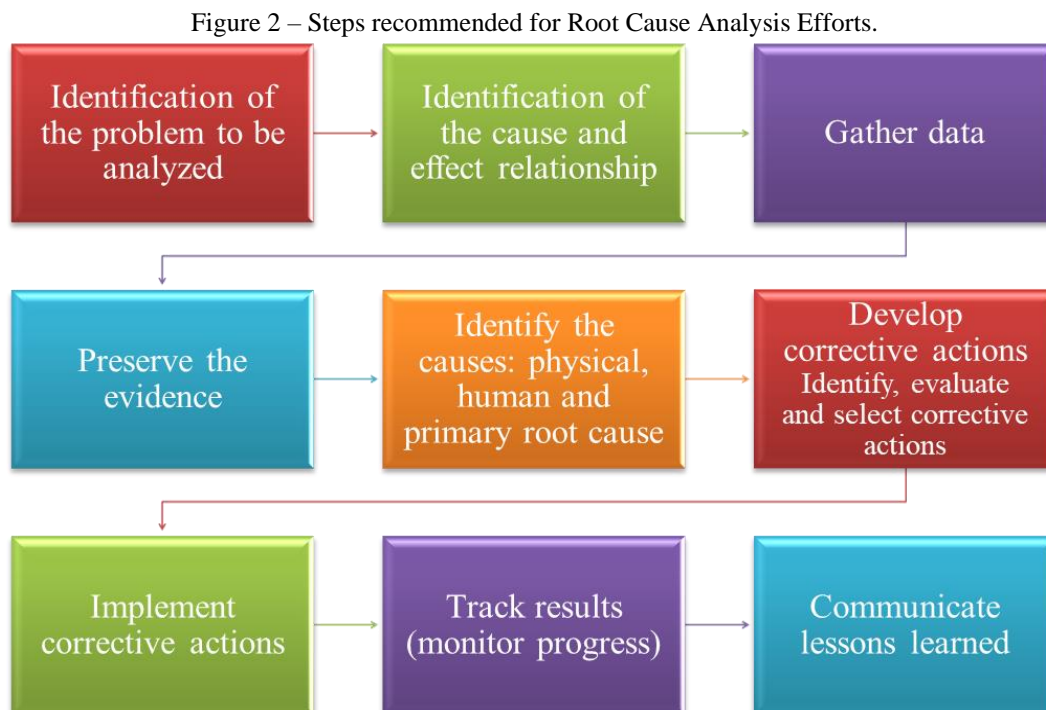 Figure 2 – Steps recommended for Root Cause Analysis Efforts.
Identification of
the problem to be
analyzed
Identification of
the cause and
effect relationship
Gather data
Preserve the
evidence
Identify the
causes: physical,
human and
primary root cause
Develop
corrective actions
Identify, evaluate
and select corrective
actions
Implement
corrective actions
Track results
(monitor progress)
Communicate
lessons learned